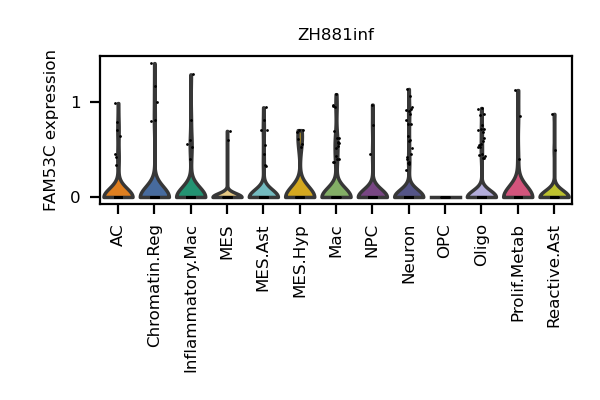 ZH881inf
FAM53C expression
1
0
AC
Chromatin.Reg
Inflammatory.Mac
MES
MES.Ast
MES.Hyp
Mac
NPC
Neuron
OPC
Oligo
Prolif.Metab
Reactive.Ast